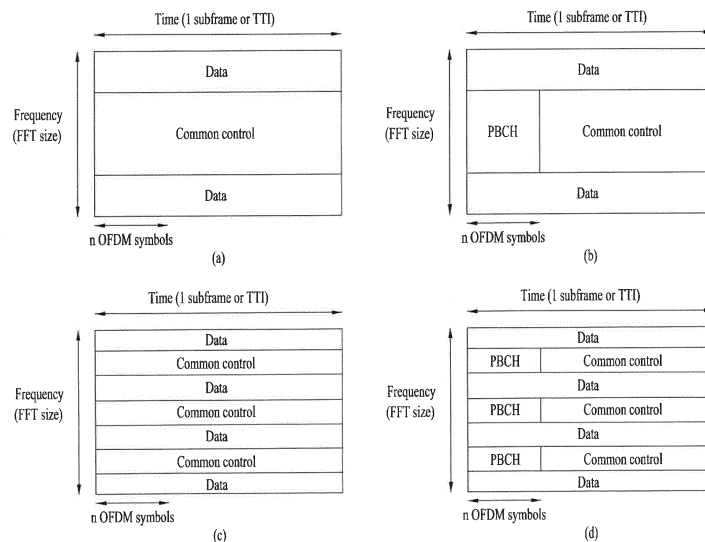 Time (1 subframe or TTI)
Data
Frequency
(FFT size)
Common control
Data
n OFDM symbols
(a)
Time (1 subframe or TTI)
Data
Frequency
(FFT size)
PBCH
Common control
Data
n OFDM symbols
(b)
Time (1 subframe or TTI)
Data
Common control
Data
Frequency
(FFT size)
Common control
Data
Common control
Data
n OFDM symbols
(c)
Time (1 subframe or TTI)
Data
PBCH
Common control
Data
Frequency
(FFT size)
PBCH
Common control
Data
PBCH
Common control
Data
n OFDM symbols
(d)